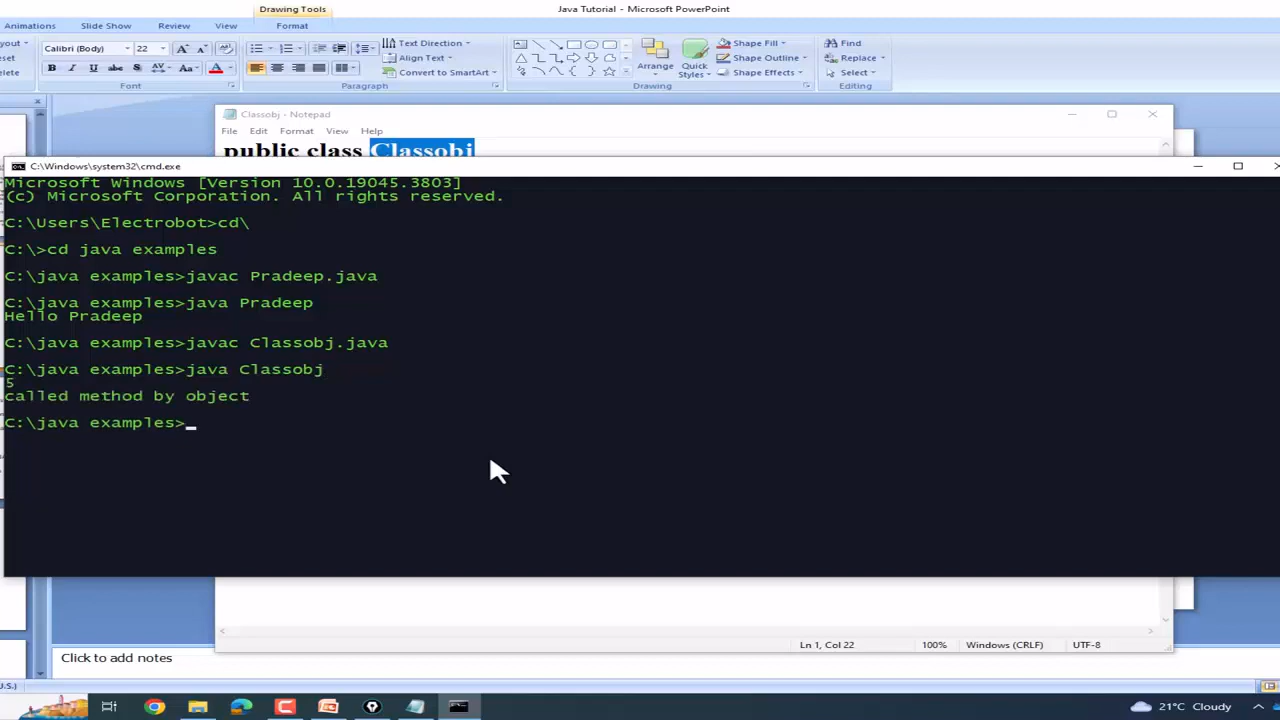 Drawing Tools
Java Tutorial - Microsoft PowerPoint
Animations Slide Show Review View Format
Calibri (Body) 22 Text Direction Shape Fill Find
Align Text Shape Outline Replace
B I U abc S AV Aa A Convert to SmartArt Arrange Quick Styles Shape Effects Select
Font Paragraph Drawing Editing
Classobj - Notepad
File Edit Format View Help
public class Classobj
C:\Windows\system32\cmd.exe
Microsoft Windows [Version 10.0.19045.3803]
(c) Microsoft Corporation. All rights reserved.
C:\Users\Electrobot>cd\
C:\>cd java examples
C:\java examples>javac Pradeep.java
C:\java examples>java Pradeep
Hello Pradeep
C:\java examples>javac Classobj.java
C:\java examples>java Classobj
5
called method by object
C:\java examples>
Ln 1, Col 22 100% Windows (CRLF) UTF-8
Click to add notes
21°C Cloudy